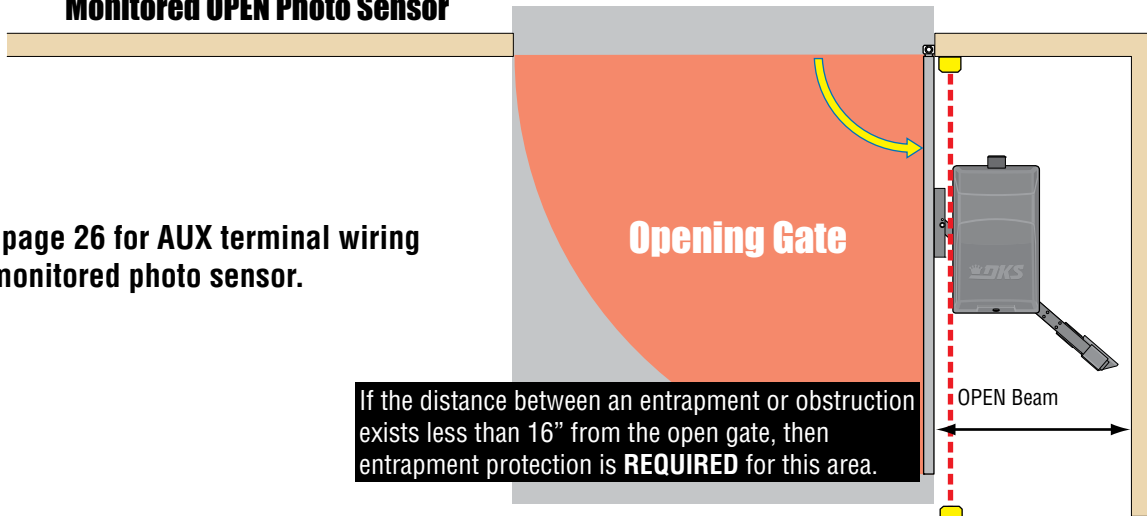 Monitored OPEN Photo Sensor
page 26 for AUX terminal wiring
monitored photo sensor.
Opening Gate
DKS
If the distance between an entrapment or obstruction
exists less than 16” from the open gate, then
entrapment protection is REQUIRED for this area.
OPEN Beam